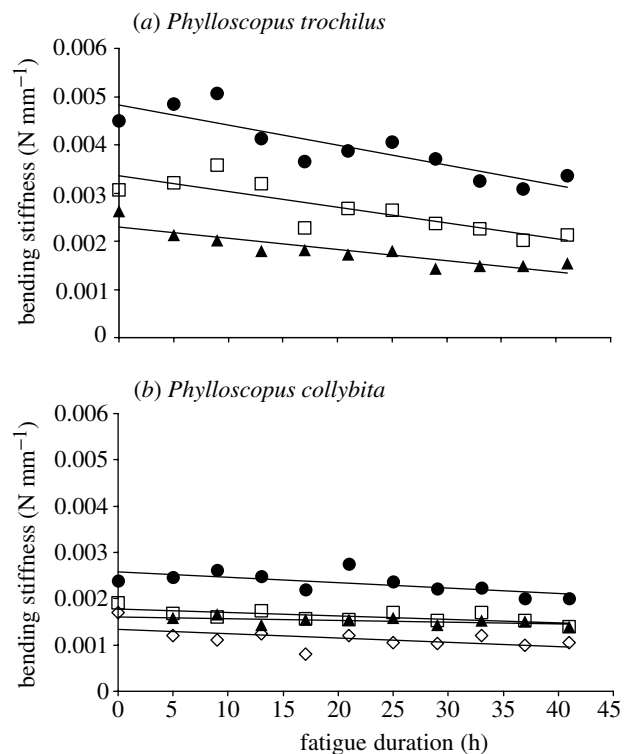 (a) Phylloscopus trochilus
0.006
0.005
0.004
0.003
0.002
0.001
0
bending stiffness (N mm⁻¹)
(b) Phylloscopus collybita
0.006
0.005
0.004
0.003
0.002
0.001
0
bending stiffness (N mm⁻¹)
0 5 10 15 20 25 30 35 40 45
fatigue duration (h)